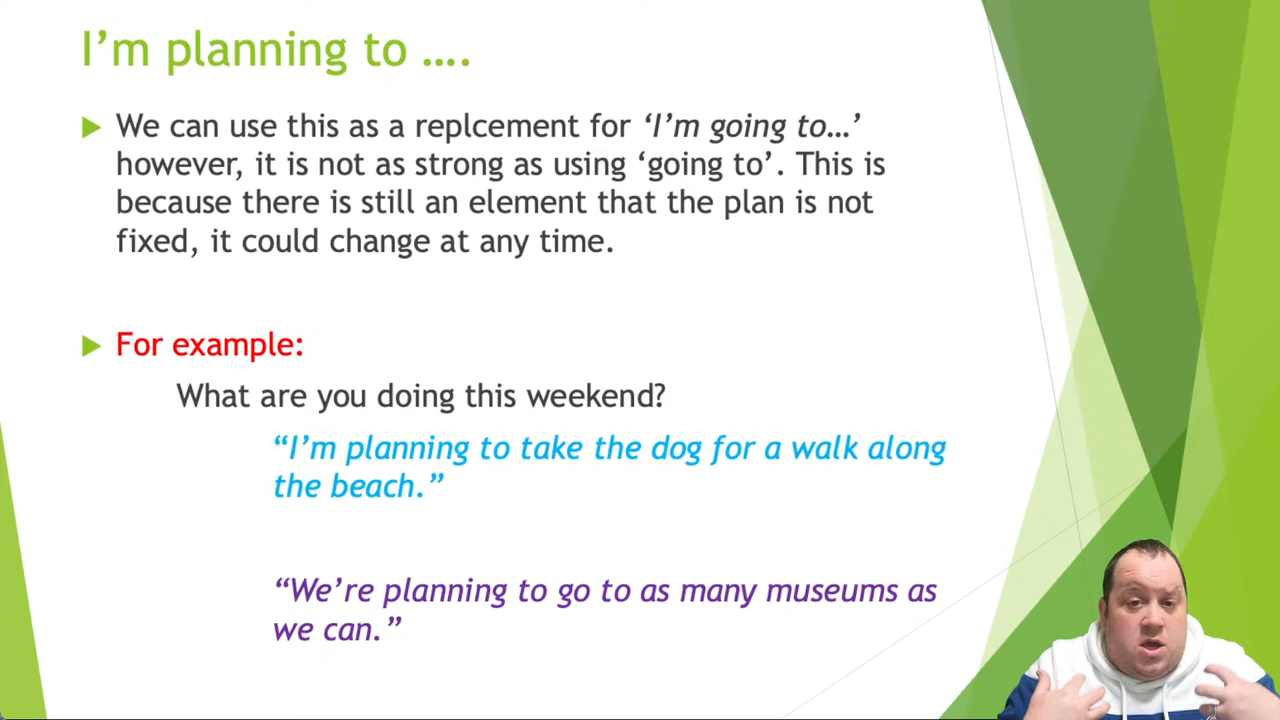 I’m planning to ….
We can use this as a replcement for ‘I’m going to…’
however, it is not as strong as using ‘going to’. This is
because there is still an element that the plan is not
fixed, it could change at any time.
For example:
What are you doing this weekend?
“I’m planning to take the dog for a walk along
the beach.”
“We’re planning to go to as many museums as
we can.”